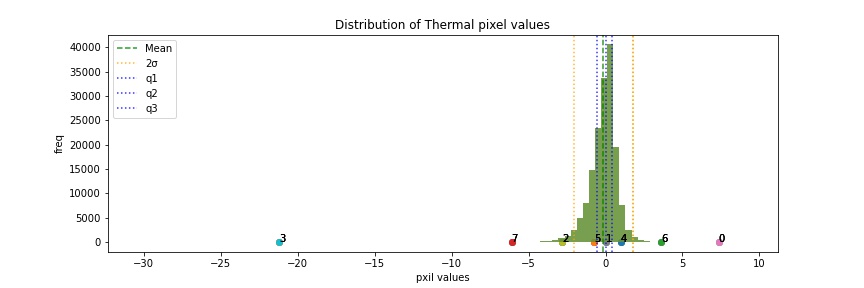 Distribution of Thermal pixel values
Mean
2σ
q1
q2
q3
freq
40000
35000
30000
25000
20000
15000
10000
5000
0
3 7 2 5 1 4 6 0
−30 −25 −20 −15 −10 −5 0 5 10
pxil values